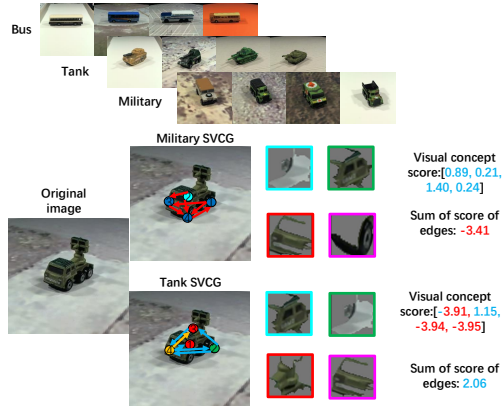 Bus
Tank
Military
Military SVCG
Original
image
Visual concept
score:[0.89, 0.21,
1.40, 0.24]
Sum of score of
edges: -3.41
Tank SVCG
Visual concept
score:[-3.91, 1.15,
-3.94, -3.95]
Sum of score of
edges: 2.06